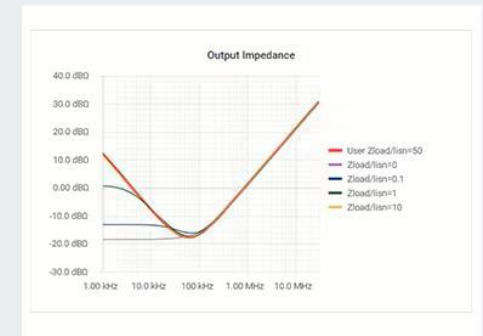 Output Impedance
40.0 dBΩ
30.0 dBΩ
20.0 dBΩ
10.0 dBΩ
0.00 dBΩ
-10.0 dBΩ
-20.0 dBΩ
-30.0 dBΩ
1.00 kHz 10.0 kHz 100 kHz 1.00 MHz 10.0 MHz
User Zload/lisn=50
Zload/lisn=0
Zload/lisn=0.1
Zload/lisn=1
Zload/lisn=10